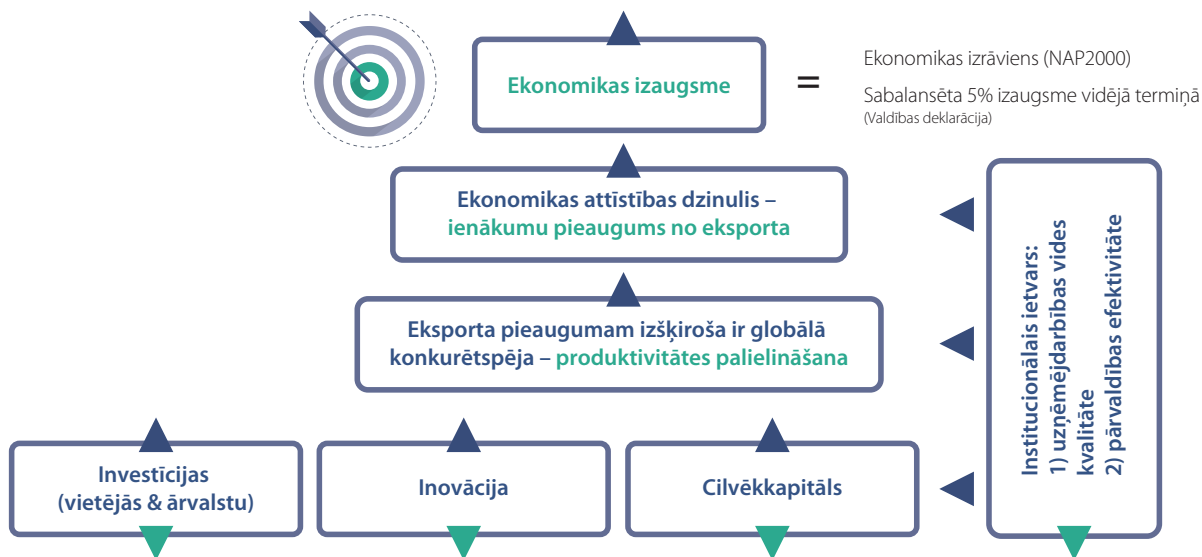 Ekonomikas izaugsme
=
Ekonomikas izrāviens (NAP2000)
Sabalansēta 5% izaugsme vidējā termiņā
(Valdības deklarācija)
Ekonomikas attīstības dzinulis –
ienākumu pieaugums no eksporta
Eksporta pieaugumam izšķiroša ir globālā
konkurētspēja – produktivitātes palielināšana
Investīcijas
(vietējās & ārvalstu)
Inovācija
Cilvēkkapitāls
Institucionālais ietvars:
1) uzņēmējdarbības vides
kvalitāte
2) pārvaldības efektivitāte